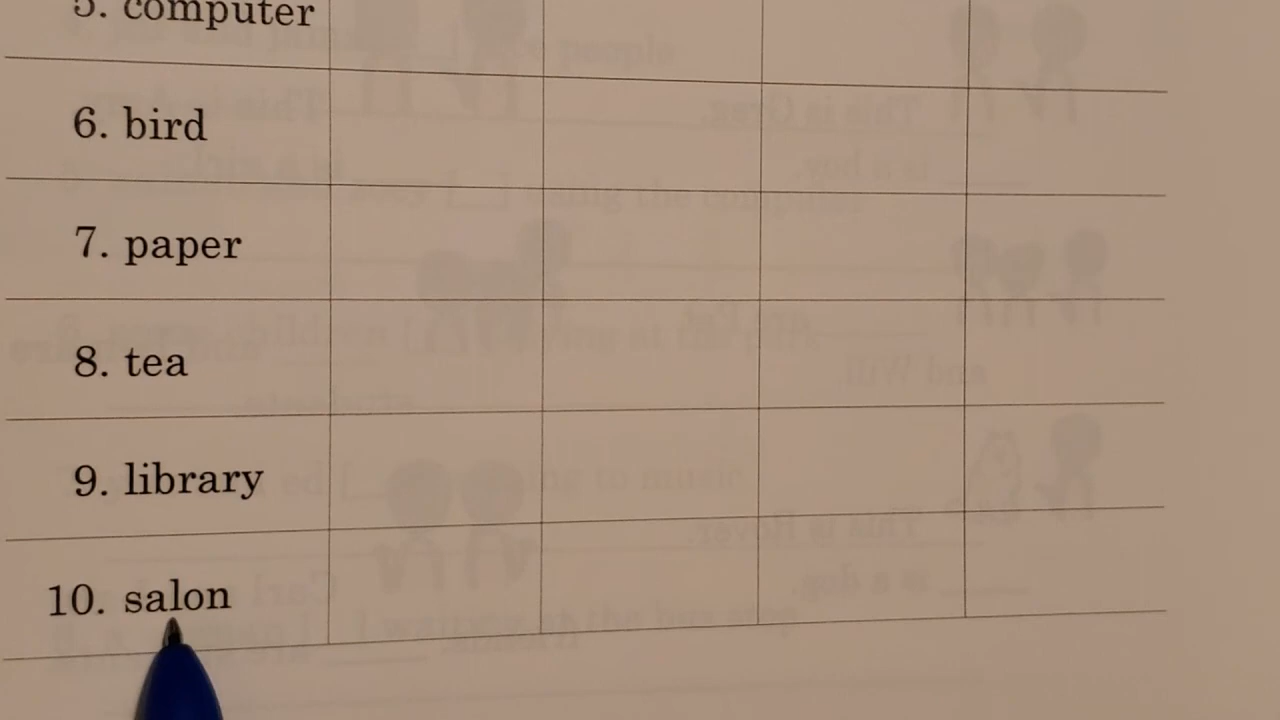 5. computer
6. bird
7. paper
8. tea
9. library
10. salon